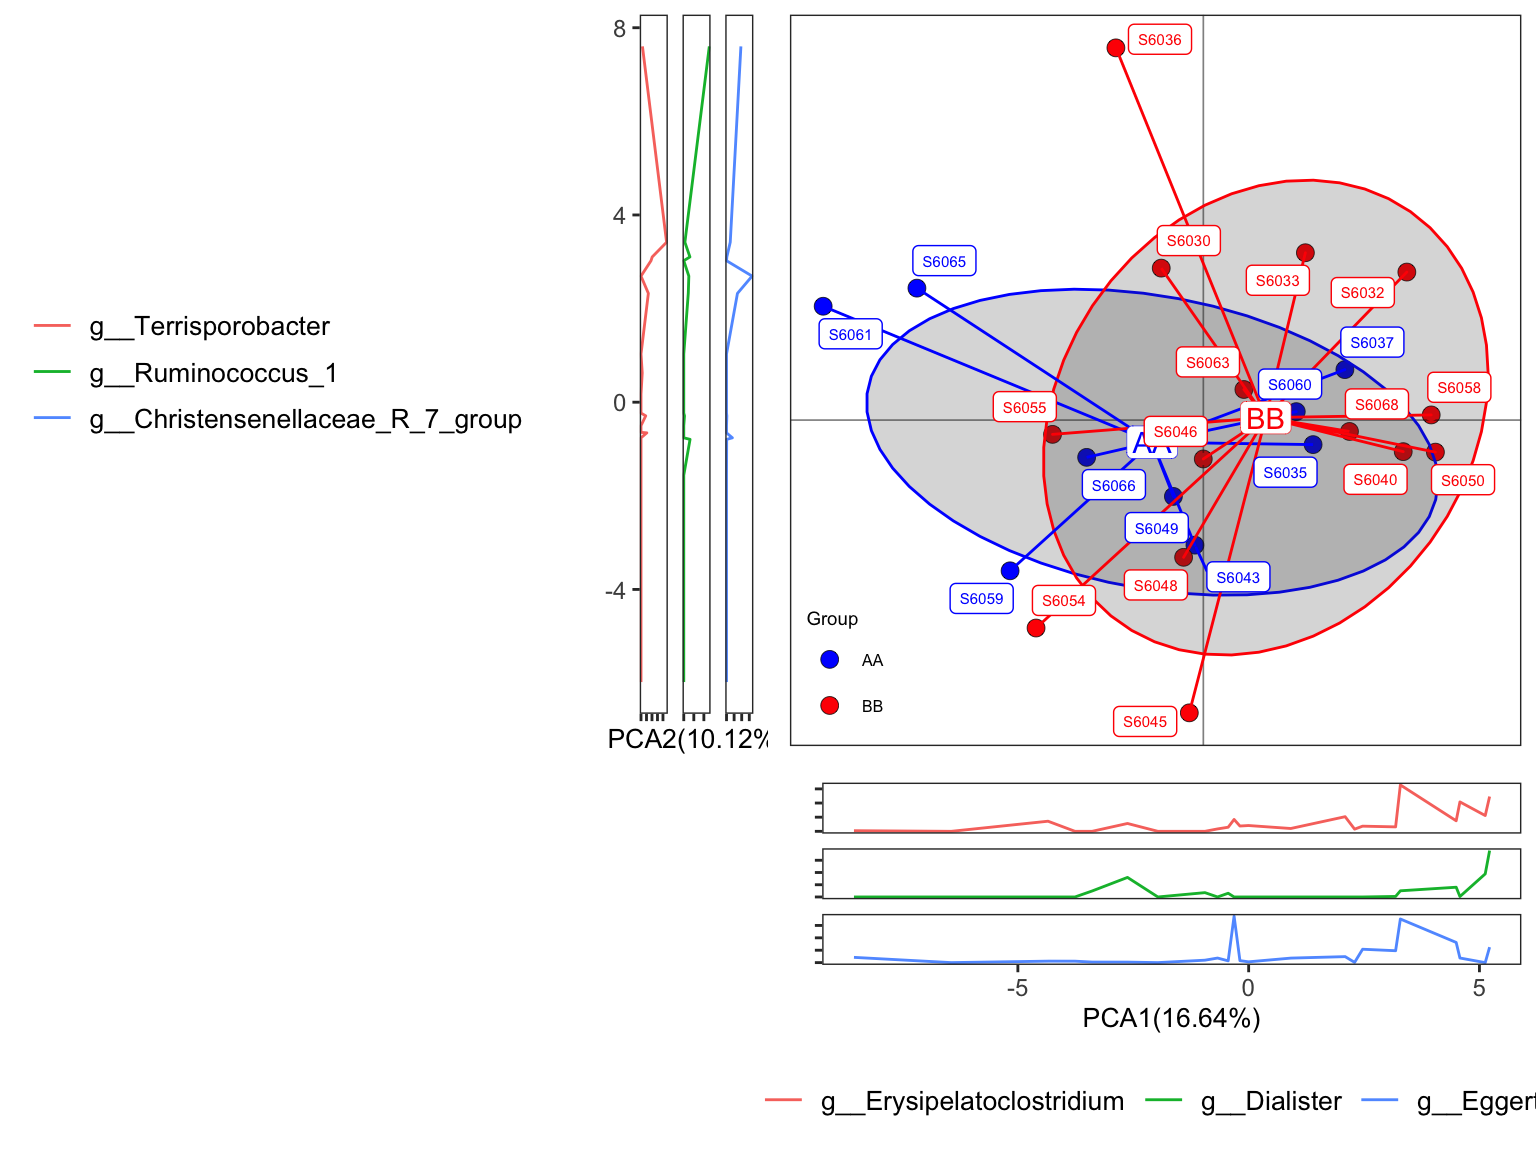 8
4
0
-4
PCA2(10.12%
g__Terrisporobacter
g__Ruminococcus_1
g__Christensenellaceae_R_7_group
S6036
S6030
S6065
S6033
S6032
S6061
S6037
S6063
S6060
S6058
S6055
S6068
BB
S6046
AA
S6035
S6040
S6050
S6066
S6049
S6043
S6048
S6059
S6054
S6045
Group
AA
BB
-5 0 5
PCA1(16.64%)
g__Erysipelatoclostridium g__Dialister g__Eggert